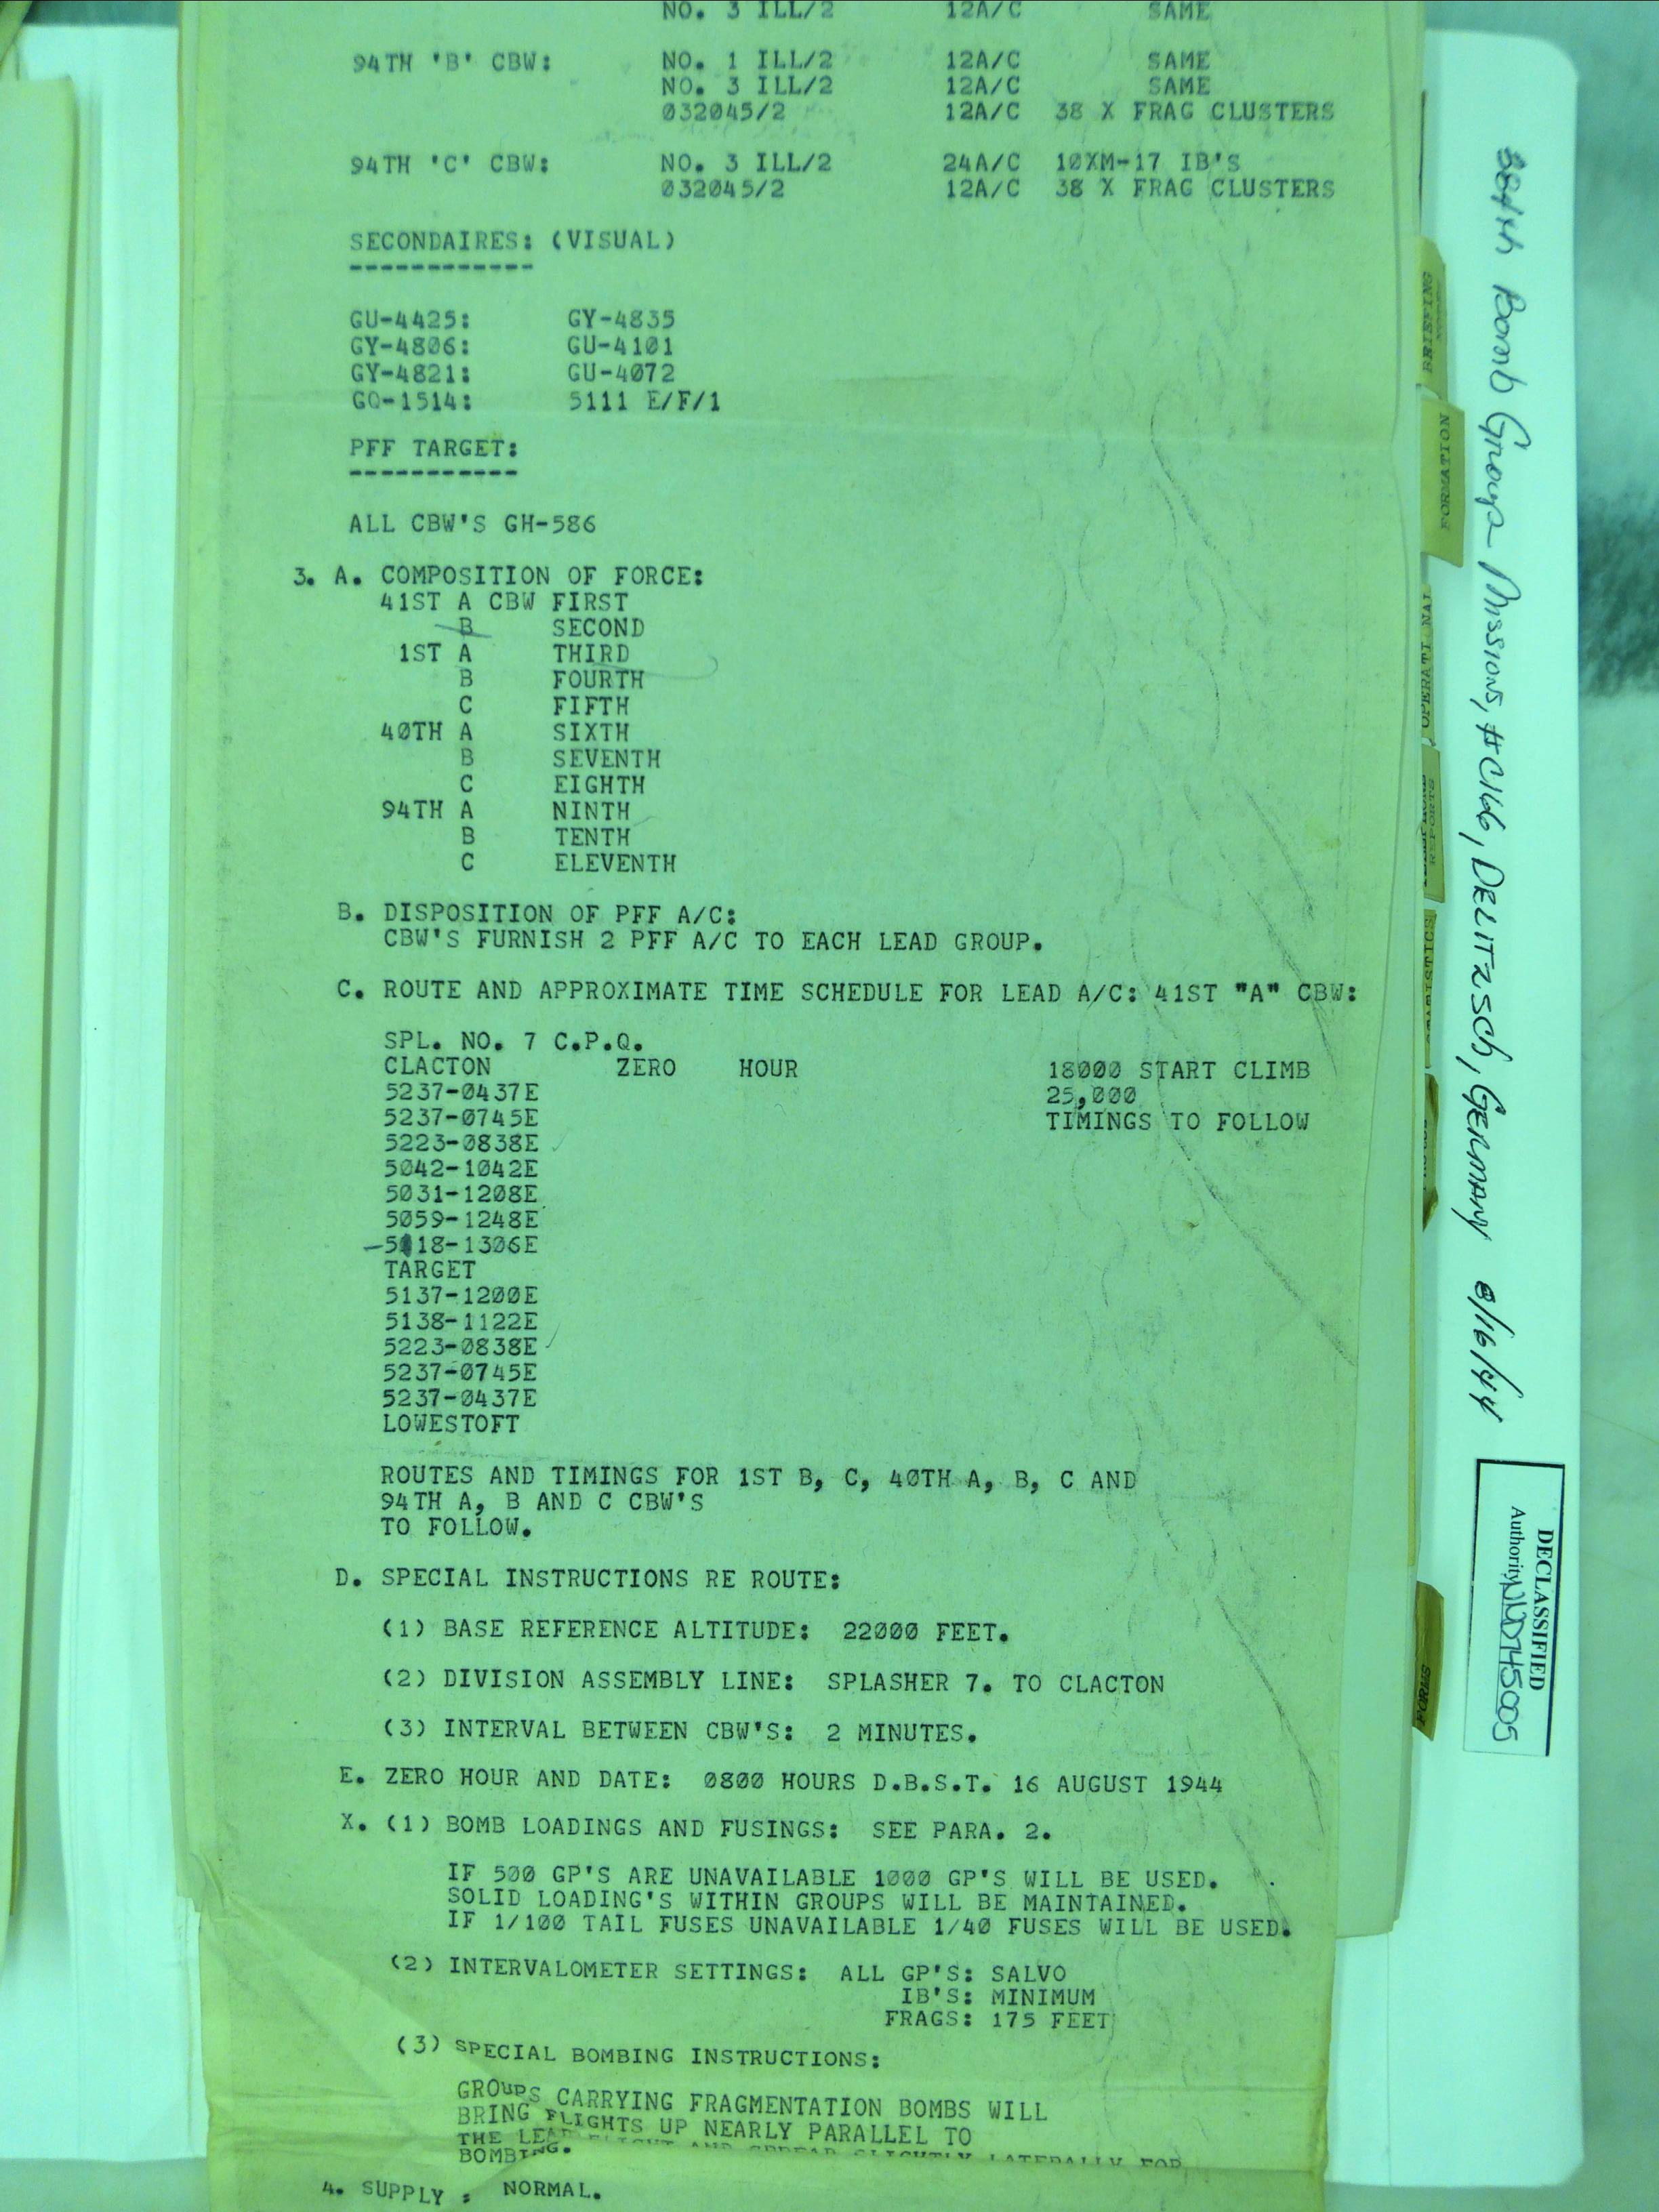 NO. 3 ILL/2 12A/C SAME
94TH 'B' CBW: NO. 1 ILL/2 12A/C SAME
NO. 3 ILL/2 12A/C SAME
032045/2 12A/C 38 X FRAG CLUSTERS
94TH 'C' CBW: NO. 3 ILL/2 24A/C 10XM-17 IB'S
032045/2 12A/C 38 X FRAG CLUSTERS
SECONDAIRES: (VISUAL)
------------
GU-4425: GY-4835
GY-4806: GU-4101
GY-4821: GU-4072
GQ-1514: 5111 E/F/1
PFF TARGET:
-----------
ALL CBW'S GH-586
3. A. COMPOSITION OF FORCE:
41ST A CBW FIRST
B SECOND
1ST A THIRD
B FOURTH
C FIFTH
40TH A SIXTH
B SEVENTH
C EIGHTH
94TH A NINTH
B TENTH
C ELEVENTH
B. DISPOSITION OF PFF A/C:
CBW'S FURNISH 2 PFF A/C TO EACH LEAD GROUP.
C. ROUTE AND APPROXIMATE TIME SCHEDULE FOR LEAD A/C: 41ST "A" CBW:
SPL. NO. 7 C.P.Q.
CLACTON ZERO HOUR 18000 START CLIMB
5237-0437E 25,000
5237-0745E TIMINGS TO FOLLOW
5223-0838E
5042-1042E
5031-1208E
5059-1248E
5118-1306E
TARGET
5137-1200E
5138-1122E
5223-0838E
5237-0745E
5237-0437E
LOWESTOFT
ROUTES AND TIMINGS FOR 1ST B, C, 40TH A, B, C AND
94TH A, B AND C CBW'S
TO FOLLOW.
D. SPECIAL INSTRUCTIONS RE ROUTE:
(1) BASE REFERENCE ALTITUDE: 22000 FEET.
(2) DIVISION ASSEMBLY LINE: SPLASHER 7. TO CLACTON
(3) INTERVAL BETWEEN CBW'S: 2 MINUTES.
E. ZERO HOUR AND DATE: 0800 HOURS D.B.S.T. 16 AUGUST 1944
X. (1) BOMB LOADINGS AND FUSINGS: SEE PARA. 2.
IF 500 GP'S ARE UNAVAILABLE 1000 GP'S WILL BE USED.
SOLID LOADING'S WITHIN GROUPS WILL BE MAINTAINED.
IF 1/100 TAIL FUSES UNAVAILABLE 1/40 FUSES WILL BE USED.
(2) INTERVALOMETER SETTINGS: ALL GP'S: SALVO
IB'S: MINIMUM
FRAGS: 175 FEET
(3) SPECIAL BOMBING INSTRUCTIONS:
GROUPS CARRYING FRAGMENTATION BOMBS WILL
BRING FLIGHTS UP NEARLY PARALLEL TO
THE LEAD FLIGHT AND SPREAD SLIGHTLY LATERALLY FOR
BOMBING.
4. SUPPLY : NORMAL.
384th Bomb Group Missions, #C166, DELITZSCh, GERMANY 8/16/44
DECLASSIFIED
Authority NND745005
BRIEFING
FORMATION
REPORTS
STATISTICS
FORMS